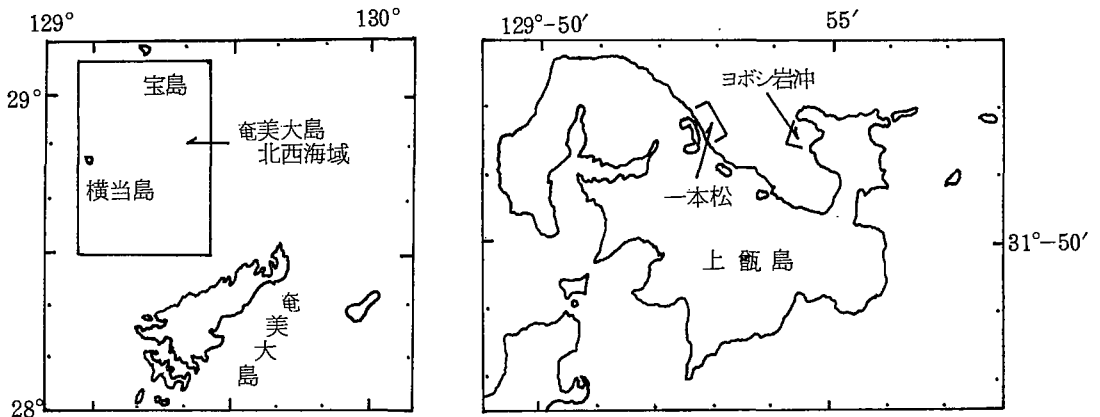 129°
130°
29°
宝島
奄美大島
北西海域
横当島
奄美大島
28°
129°-50′
55′
ヨボシ岩沖
一本松
31°-50′
上甑島